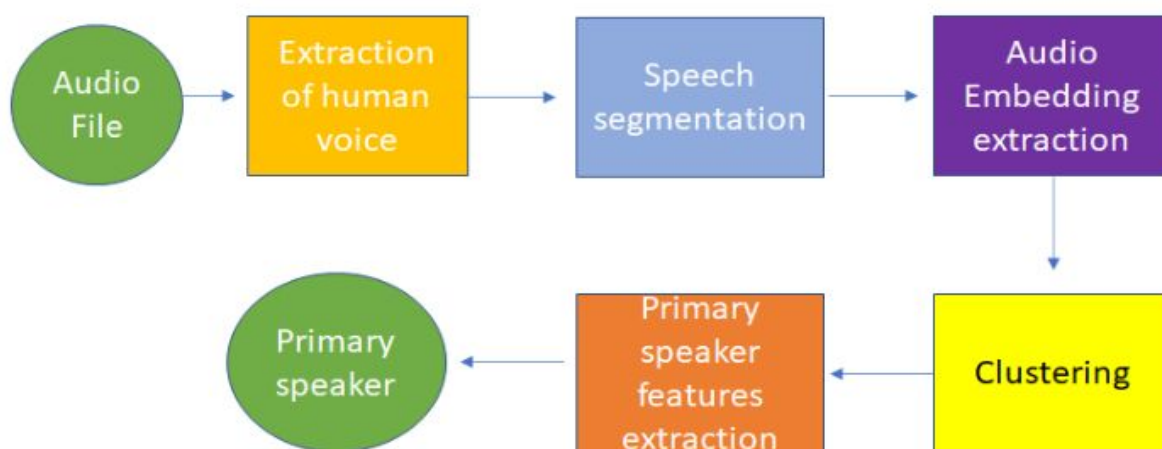 Audio
File
Extraction
of human
voice
Speech
segmentation
Audio
Embedding
extraction
Clustering
Primary
speaker
features
extraction
Primary
speaker